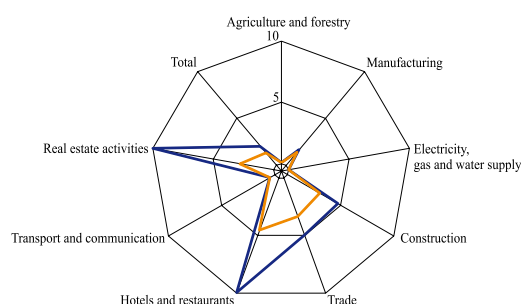 Agriculture and forestry
10
Total
Manufacturing
5
Real estate activities
Electricity,
gas and water supply
Transport and communication
Construction
Hotels and restaurants
Trade